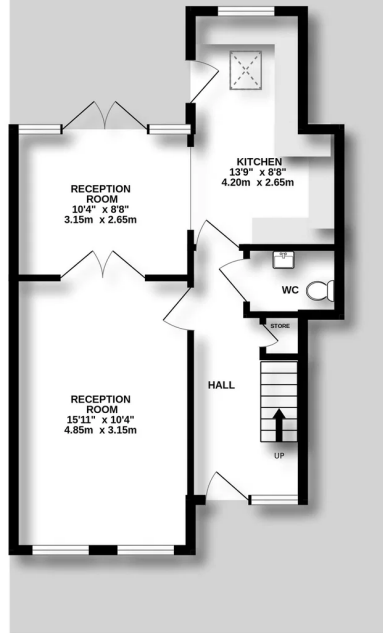 KITCHEN
13'9" x 8'8"
4.20m x 2.65m
RECEPTION
ROOM
10'4" x 8'8"
3.15m x 2.65m
WC
STORE
HALL
RECEPTION
ROOM
15'11" x 10'4"
4.85m x 3.15m
UP